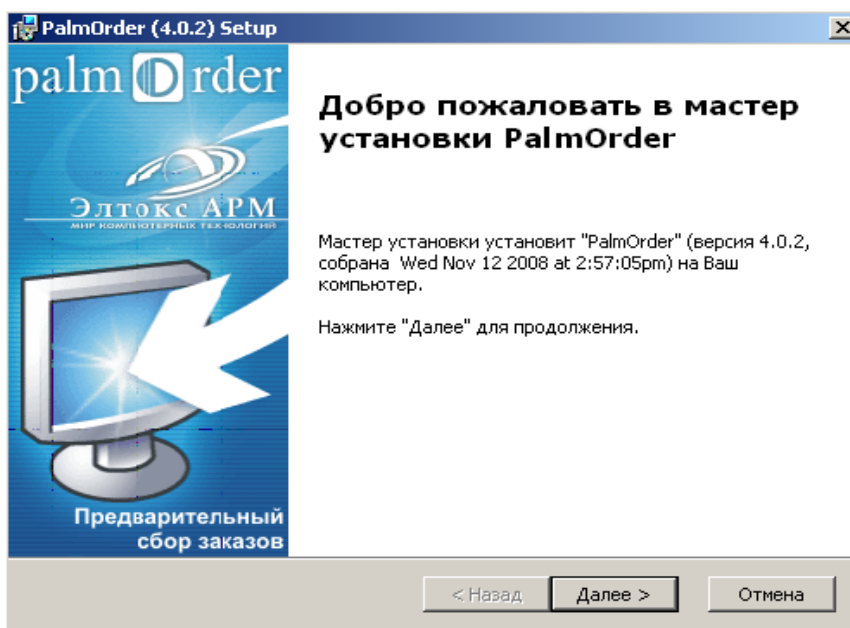 PalmOrder (4.0.2) Setup
palm Order
Элтокс АРМ
МИР КОМПЬЮТЕРНЫХ ТЕХНОЛОГИЙ
Добро пожаловать в мастер
установки PalmOrder
Мастер установки установит "PalmOrder" (версия 4.0.2,
собрана  Wed Nov 12 2008 at 2:57:05pm) на Ваш
компьютер.
Нажмите "Далее" для продолжения.
Предварительный
сбор заказов
< Назад
Далее >
Отмена